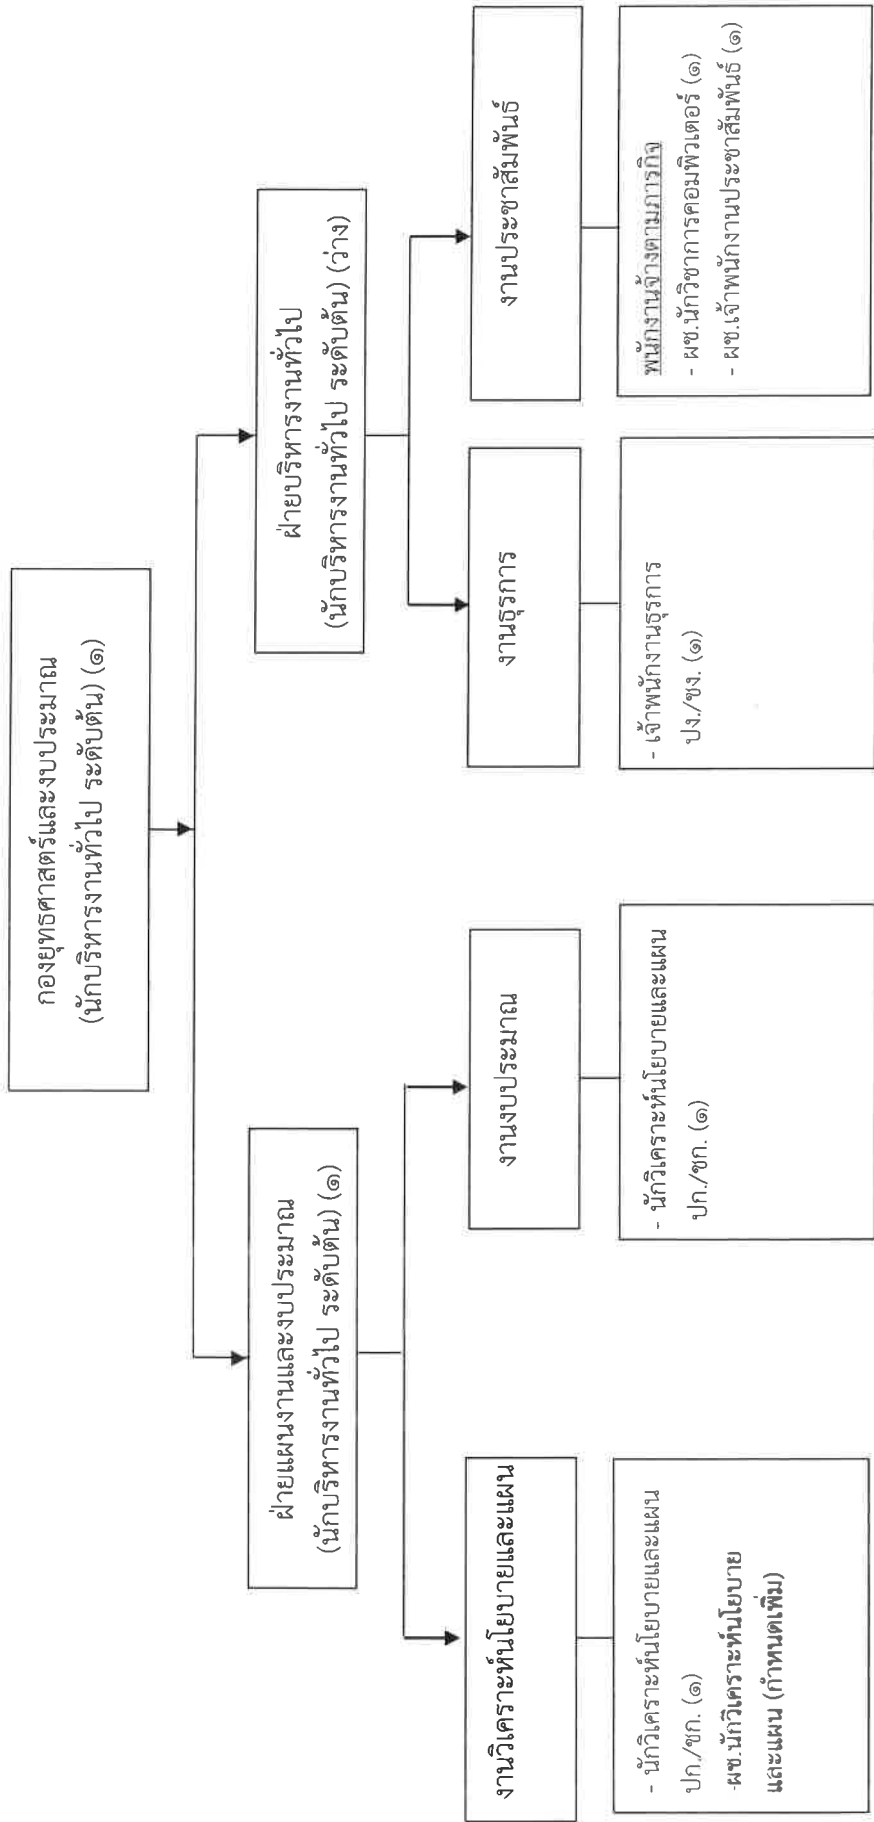 กองยุทธศาสตร์และงบประมาณ
(นักบริหารงานทั่วไป ระดับต้น) (๑)
ฝ่ายแผนงานและงบประมาณ
(นักบริหารงานทั่วไป ระดับต้น) (๑)
ฝ่ายบริหารงานทั่วไป
(นักบริหารงานทั่วไป ระดับต้น) (ว่าง)
งานวิเคราะห์นโยบายและแผน
- นักวิเคราะห์นโยบายและแผน
ปก./ชก. (๑)
-ผช.นักวิเคราะห์นโยบาย
และแผน (กำหนดเพิ่ม)
งานงบประมาณ
- นักวิเคราะห์นโยบายและแผน
ปก./ชก. (๑)
งานธุรการ
- เจ้าพนักงานธุรการ
ปง./ชง. (๑)
งานประชาสัมพันธ์
พนักงานจ้างตามภารกิจ
- ผช.นักวิชาการคอมพิวเตอร์ (๑)
- ผช.เจ้าพนักงานประชาสัมพันธ์ (๑)